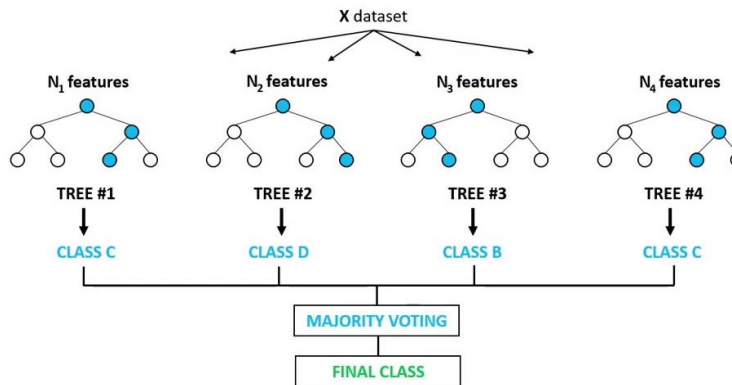 X dataset
N₁ features N₂ features N₃ features N₄ features
TREE #1 TREE #2 TREE #3 TREE #4
CLASS C CLASS D CLASS B CLASS C
MAJORITY VOTING
FINAL CLASS